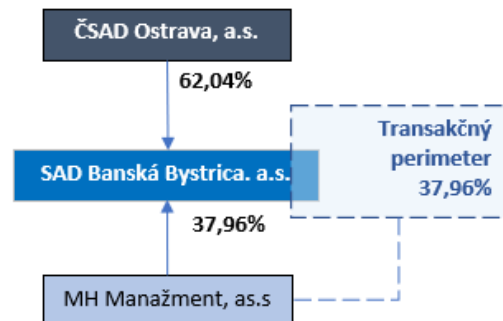 ČSAD Ostrava, a.s.
62,04%
Transakčný
perimeter
37,96%
SAD Banská Bystrica. a.s.
37,96%
MH Manažment, as.s